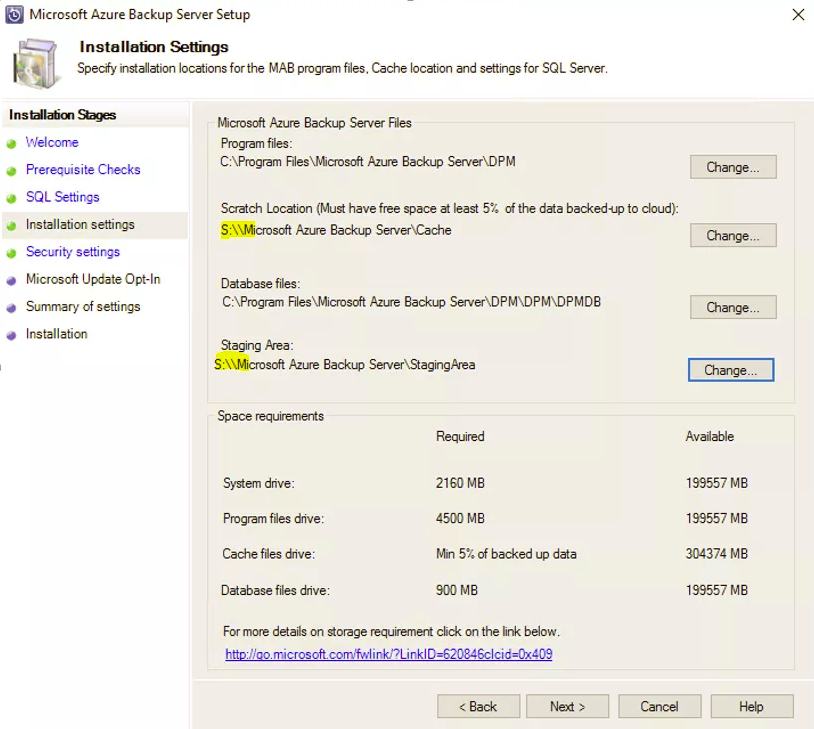 Microsoft Azure Backup Server Setup
Installation Settings
Specify installation locations for the MAB program files, Cache location and settings for SQL Server.
Installation Stages
Welcome
Prerequisite Checks
SQL Settings
Installation settings
Security settings
Microsoft Update Opt-In
Summary of settings
Installation
Microsoft Azure Backup Server Files
Program files:
C:\Program Files\Microsoft Azure Backup Server\DPM
Change...
Scratch Location (Must have free space at least 5% of the data backed-up to cloud):
S:\\Microsoft Azure Backup Server\Cache
Change...
Database files:
C:\Program Files\Microsoft Azure Backup Server\DPM\DPM\DPMDB
Change...
Staging Area:
S:\\Microsoft Azure Backup Server\StagingArea
Change...
Space requirements
Required Available
System drive: 2160 MB 199557 MB
Program files drive: 4500 MB 199557 MB
Cache files drive: Min 5% of backed up data 304374 MB
Database files drive: 900 MB 199557 MB
For more details on storage requirement click on the link below.
http://go.microsoft.com/fwlink/?LinkID=620846clcid=0x409
< Back Next > Cancel Help